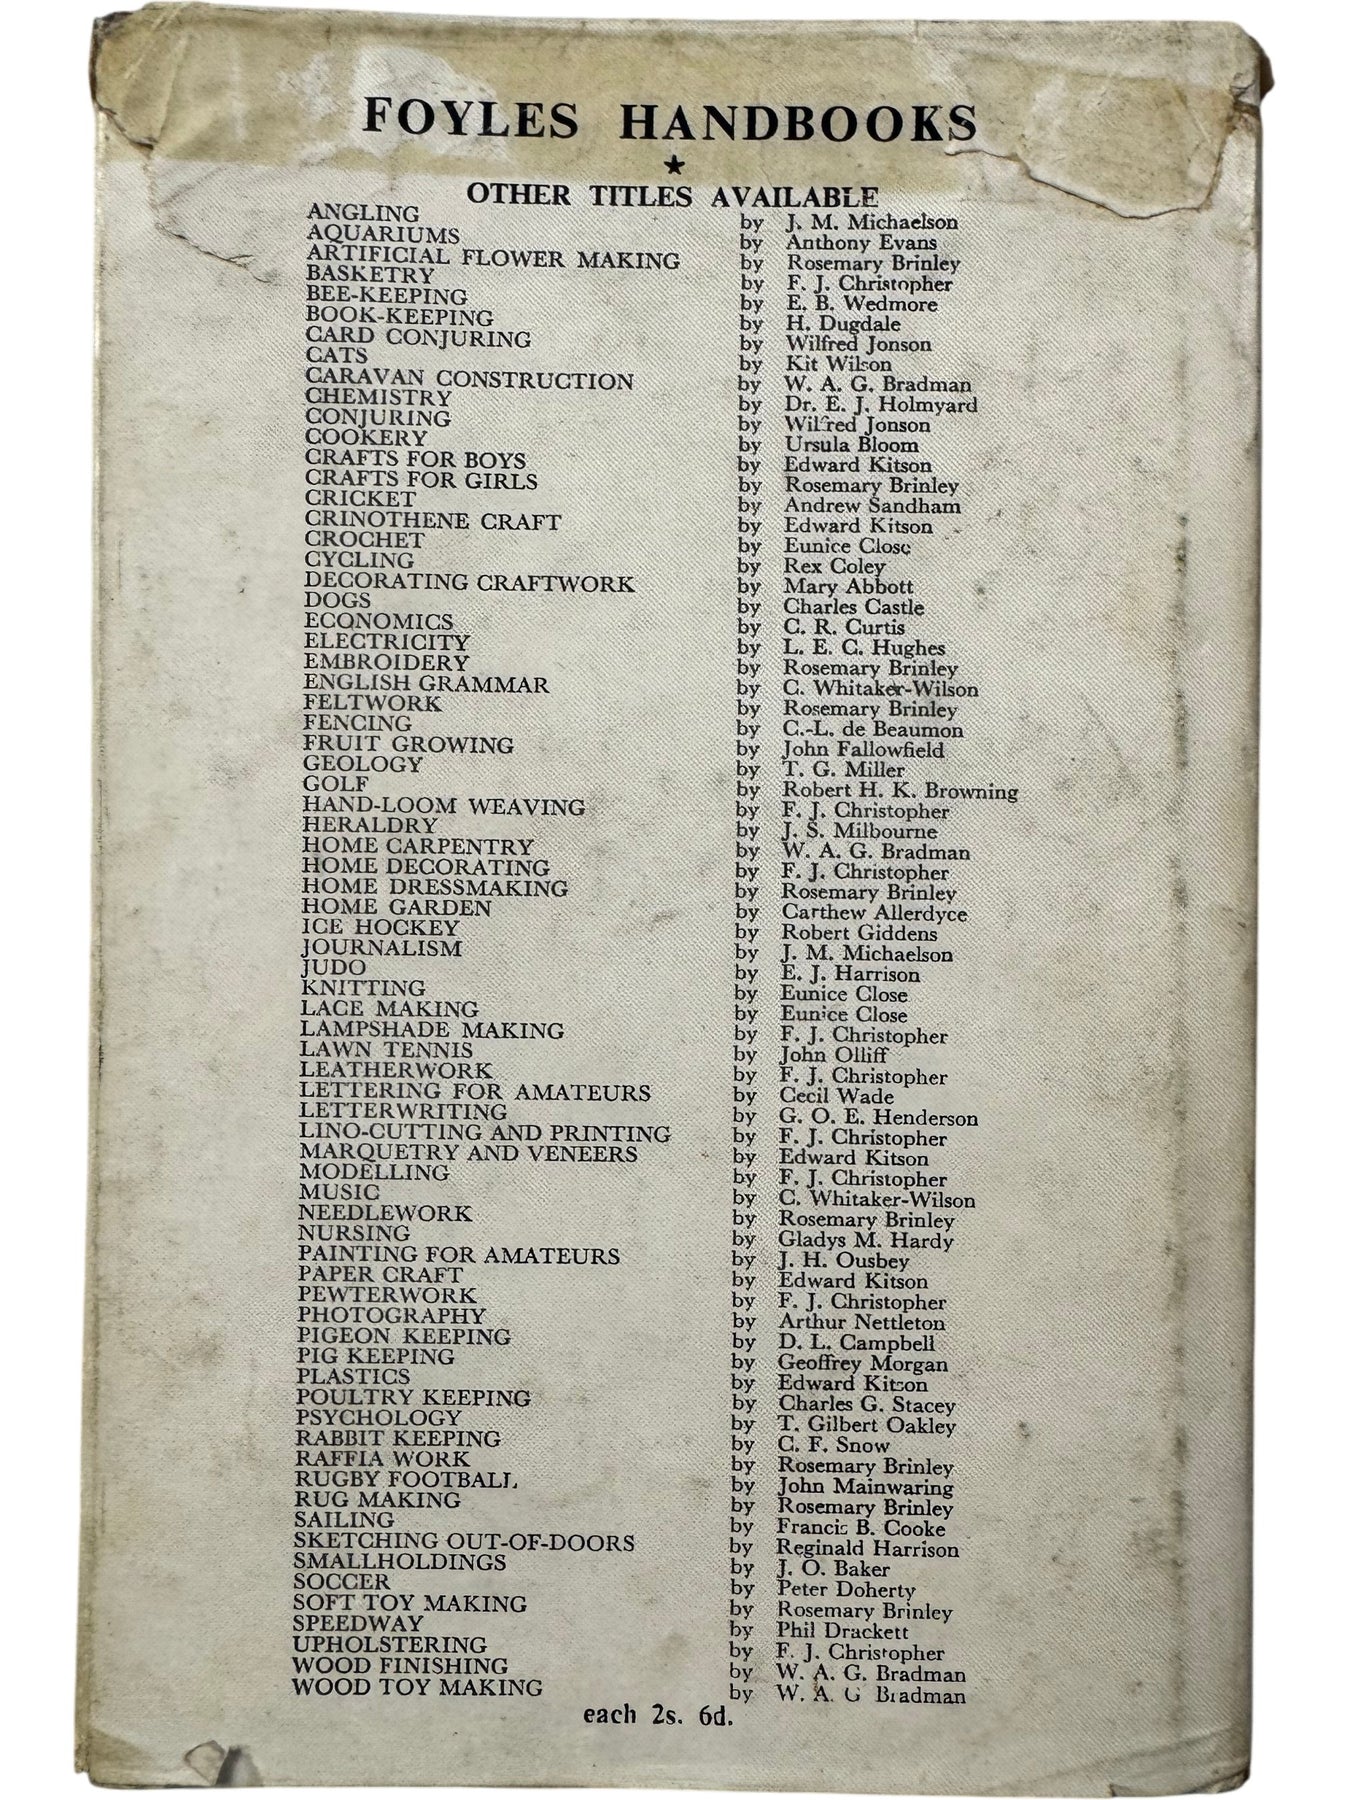 FOYLES HANDBOOKS
★
OTHER TITLES AVAILABLE
ANGLING by J. M. Michaelson
AQUARIUMS by Anthony Evans
ARTIFICIAL FLOWER MAKING by Rosemary Brinley
BASKETRY by F. J. Christopher
BEE-KEEPING by E. B. Wedmore
BOOK-KEEPING by H. Dugdale
CARD CONJURING by Wilfred Jonson
CATS by Kit Wilson
CARAVAN CONSTRUCTION by W. A. G. Bradman
CHEMISTRY by Dr. E. J. Holmyard
CONJURING by Wilfred Jonson
COOKERY by Ursula Bloom
CRAFTS FOR BOYS by Edward Kitson
CRAFTS FOR GIRLS by Rosemary Brinley
CRICKET by Andrew Sandham
CRINOTHENE CRAFT by Edward Kitson
CROCHET by Eunice Close
CYCLING by Rex Coley
DECORATING CRAFTWORK by Mary Abbott
DOGS by Charles Castle
ECONOMICS by C. R. Curtis
ELECTRICITY by L. E. C. Hughes
EMBROIDERY by Rosemary Brinley
ENGLISH GRAMMAR by C. Whitaker-Wilson
FELTWORK by Rosemary Brinley
FENCING by C.-L. de Beaumon
FRUIT GROWING by John Fallowfield
GEOLOGY by T. G. Miller
GOLF by Robert H. K. Browning
HAND-LOOM WEAVING by F. J. Christopher
HERALDRY by J. S. Milbourne
HOME CARPENTRY by W. A. G. Bradman
HOME DECORATING by F. J. Christopher
HOME DRESSMAKING by Rosemary Brinley
HOME GARDEN by Carthew Allerdyce
ICE HOCKEY by Robert Giddens
JOURNALISM by J. M. Michaelson
JUDO by E. J. Harrison
KNITTING by Eunice Close
LACE MAKING by Eunice Close
LAMPSHADE MAKING by F. J. Christopher
LAWN TENNIS by John Olliff
LEATHERWORK by F. J. Christopher
LETTERING FOR AMATEURS by Cecil Wade
LETTERWRITING by G. O. E. Henderson
LINO-CUTTING AND PRINTING by F. J. Christopher
MARQUETRY AND VENEERS by Edward Kitson
MODELLING by F. J. Christopher
MUSIC by C. Whitaker-Wilson
NEEDLEWORK by Rosemary Brinley
NURSING by Gladys M. Hardy
PAINTING FOR AMATEURS by J. H. Ousbey
PAPER CRAFT by Edward Kitson
PEWTERWORK by F. J. Christopher
PHOTOGRAPHY by Arthur Nettleton
PIGEON KEEPING by D. L. Campbell
PIG KEEPING by Geoffrey Morgan
PLASTICS by Edward Kitson
POULTRY KEEPING by Charles G. Stacey
PSYCHOLOGY by T. Gilbert Oakley
RABBIT KEEPING by C. F. Snow
RAFFIA WORK by Rosemary Brinley
RUGBY FOOTBALL by John Mainwaring
RUG MAKING by Rosemary Brinley
SAILING by Francis B. Cooke
SKETCHING OUT-OF-DOORS by Reginald Harrison
SMALLHOLDINGS by J. O. Baker
SOCCER by Peter Doherty
SOFT TOY MAKING by Rosemary Brinley
SPEEDWAY by Phil Drackett
UPHOLSTERING by F. J. Christopher
WOOD FINISHING by W. A. G. Bradman
WOOD TOY MAKING by W. A. G Bradman
each 2s. 6d.